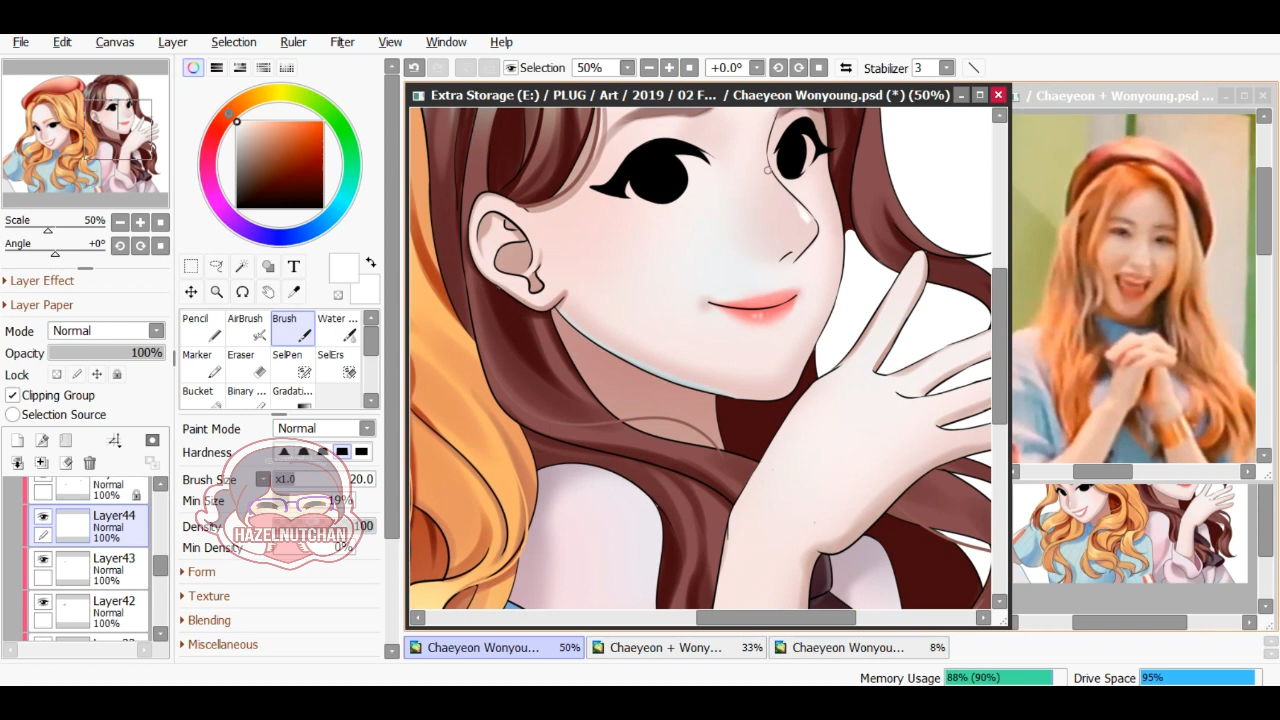 File Edit Canvas Layer Selection Ruler Filter View Window Help
Selection 50% +0.0° Stabilizer 3
Extra Storage (E:) / PLUG / Art / 2019 / 02 F... / Chaeyeon Wonyoung.psd (*) (50%)
/ Chaeyeon + Wonyoung.psd ...
Scale 50%
Angle +0°
Layer Effect
Layer Paper
Mode Normal
Opacity 100%
Lock
Clipping Group
Selection Source
Normal
100%
Layer44
Normal
100%
Layer43
Normal
100%
Layer42
Normal
100%
T
Pencil AirBrush Brush Water ...
Marker Eraser SelPen SelErs
Bucket Binary ... Gradati...
Paint Mode Normal
Hardness
Brush Size x1.0 20.0
Min Size 19%
Density 100
HAZELNUTCHAN
Min Density 0%
Form
Texture
Blending
Miscellaneous
Chaeyeon Wonyou... 50% Chaeyeon + Wony... 33% Chaeyeon Wonyou... 8%
Memory Usage 88% (90%) Drive Space 95%